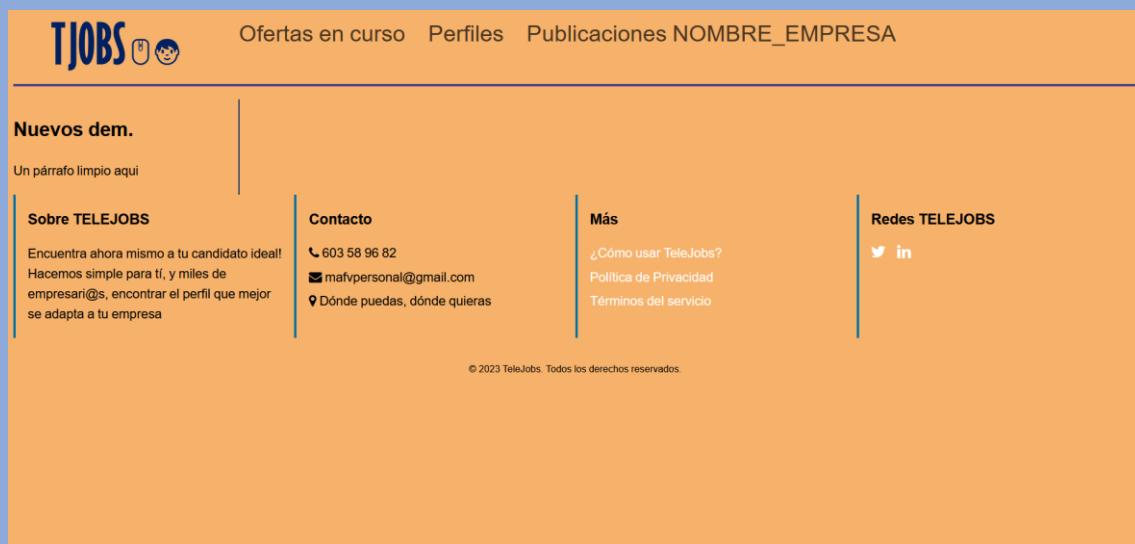 TJOBS
Ofertas en curso Perfiles Publicaciones NOMBRE_EMPRESA
Nuevos dem.
Un párrafo limpio aqui
Sobre TELEJOBS
Encuentra ahora mismo a tu candidato ideal!
Hacemos simple para tí, y miles de
empresari@s, encontrar el perfil que mejor
se adapta a tu empresa
Contacto
603 58 96 82
mafvpersonal@gmail.com
Dónde puedas, dónde quieras
Más
¿Cómo usar TeleJobs?
Política de Privacidad
Términos del servicio
Redes TELEJOBS
© 2023 TeleJobs. Todos los derechos reservados.